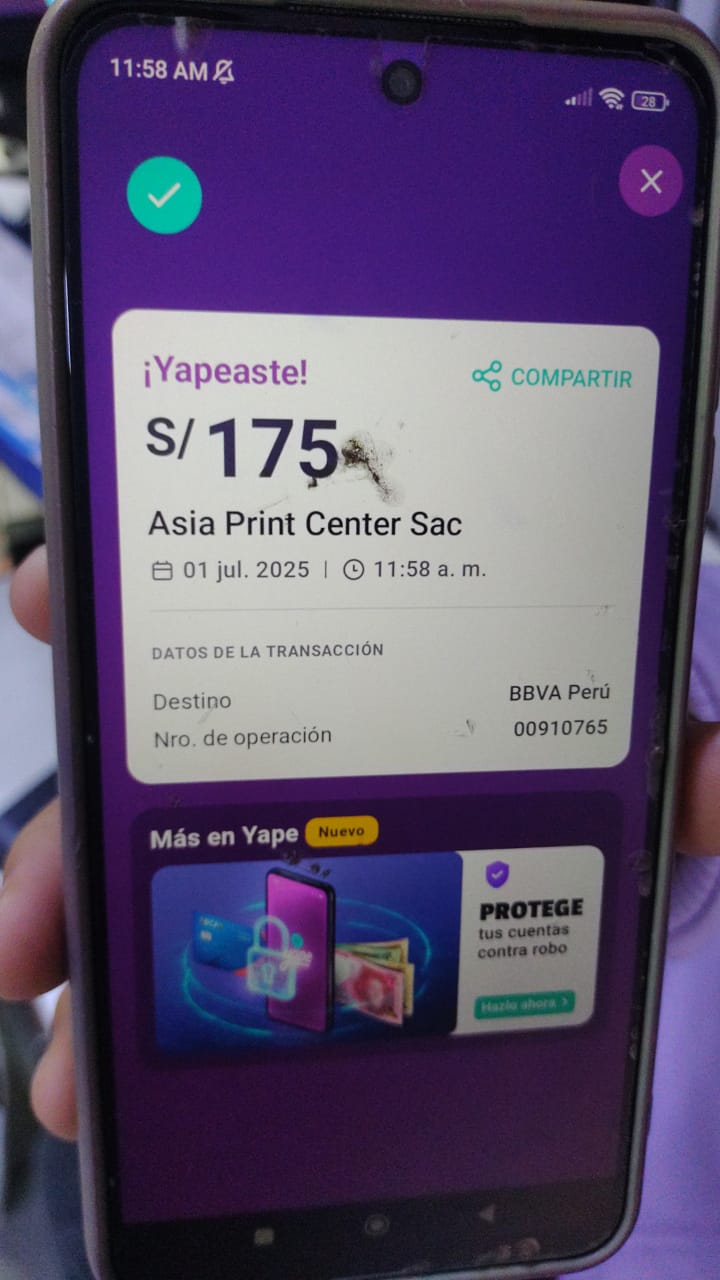 11:58 AM
28
¡Yapeaste!
COMPARTIR
S/ 175
Asia Print Center Sac
01 jul. 2025 | 11:58 a. m.
DATOS DE LA TRANSACCIÓN
Destino BBVA Perú
Nro. de operación 00910765
Más en Yape Nuevo
PROTEGE
tus cuentas
contra robo
Hazlo ahora >